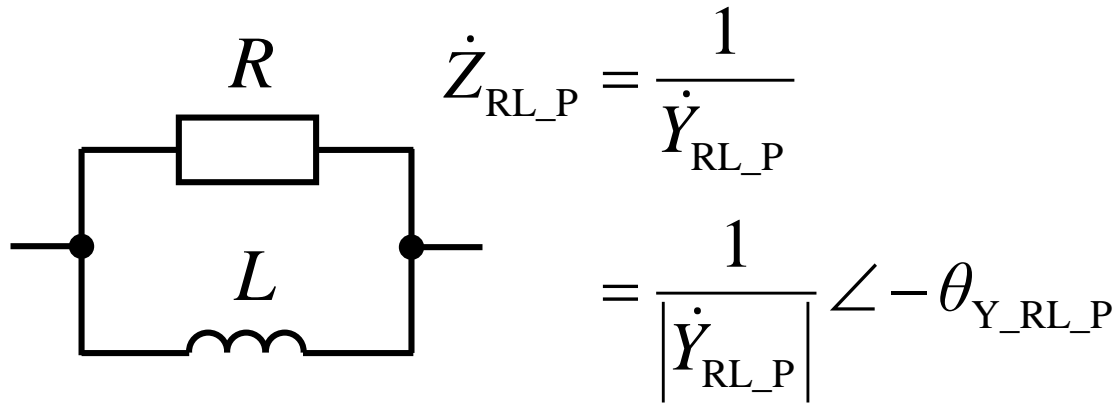 R
L
Ż_RL_P = 1 / Ẏ_RL_P
= 1 / |Ẏ_RL_P| ∠ −θ_Y_RL_P